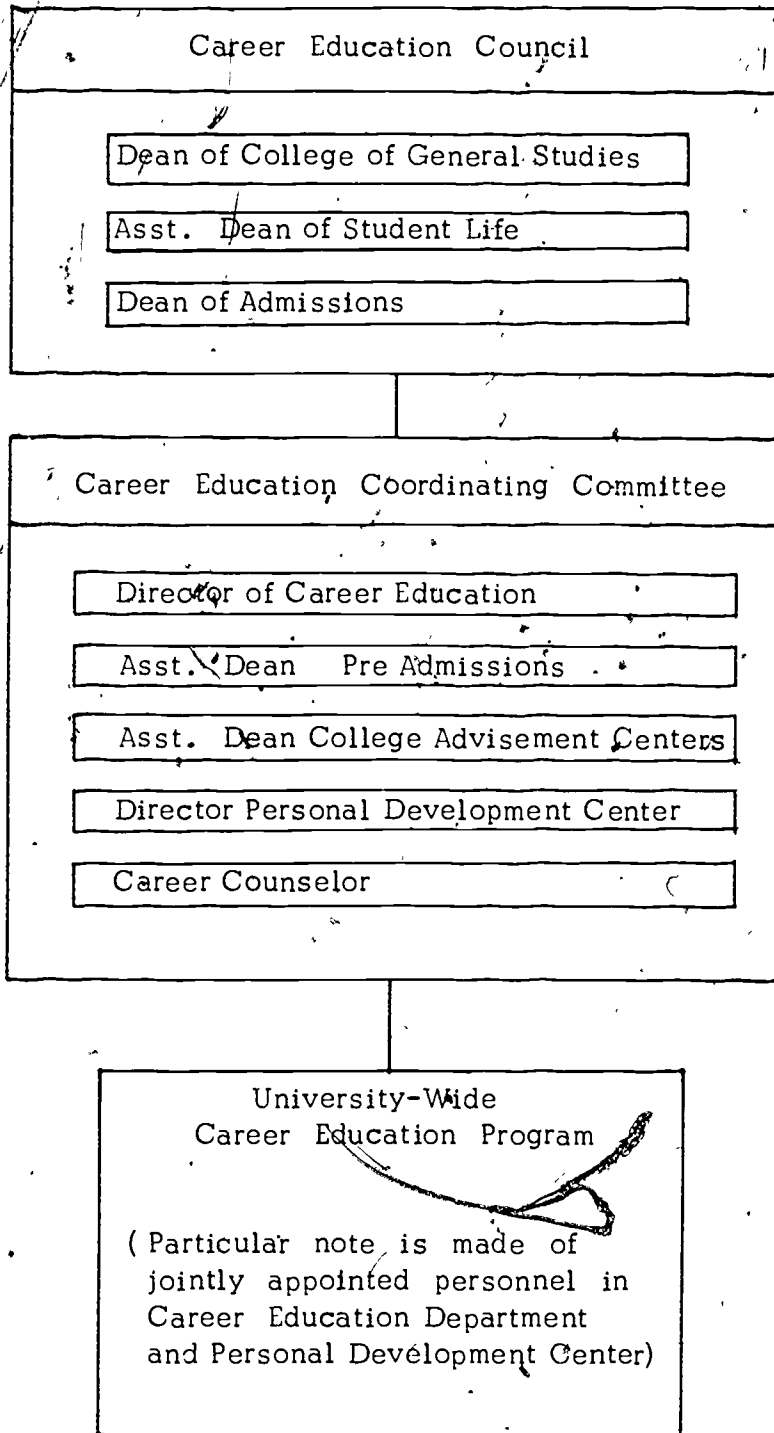 Career Education Council
Dean of College of General Studies
Asst. Dean of Student Life
Dean of Admissions
Career Education Coordinating Committee
Director of Career Education
Asst. Dean Pre Admissions
Asst. Dean College Advisement Centers
Director Personal Development Center
Career Counselor
University-Wide
Career Education Program
(Particular note is made of
jointly appointed personnel in
Career Education Department
and Personal Development Center)